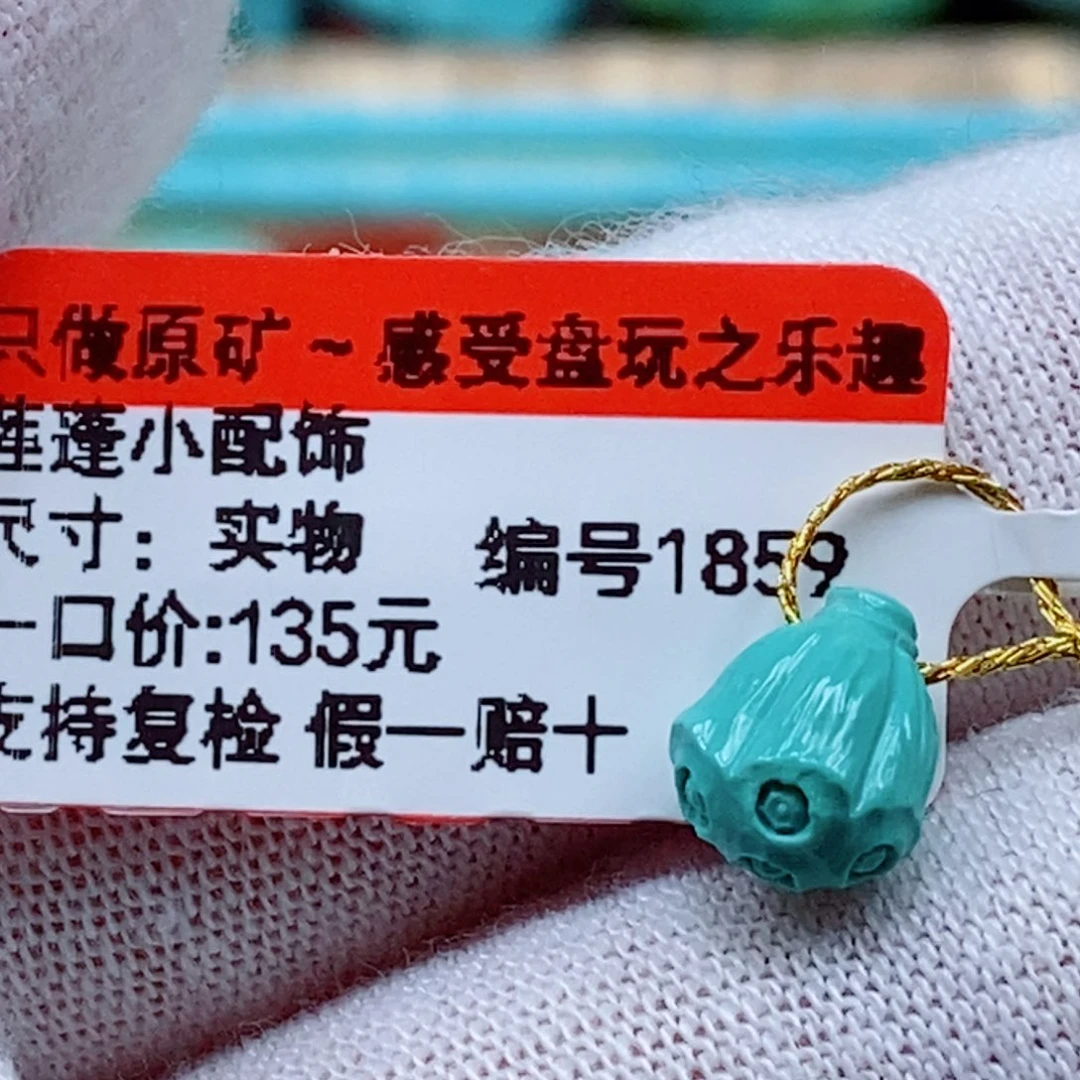 只做原矿~感受盘玩之乐趣
莲蓬小配饰
尺寸：实物 编号1859
一口价:135元
支持复检 假一赔十